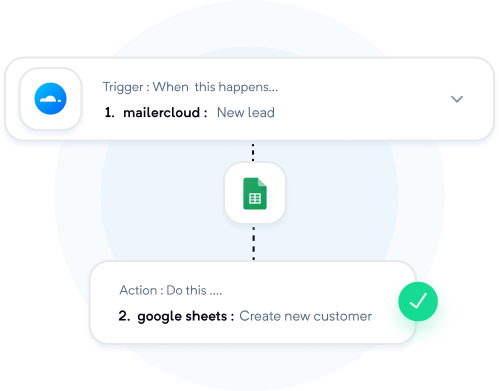 Trigger : When this happens...
1. mailercloud : New lead
Action : Do this ....
2. google sheets : Create new customer